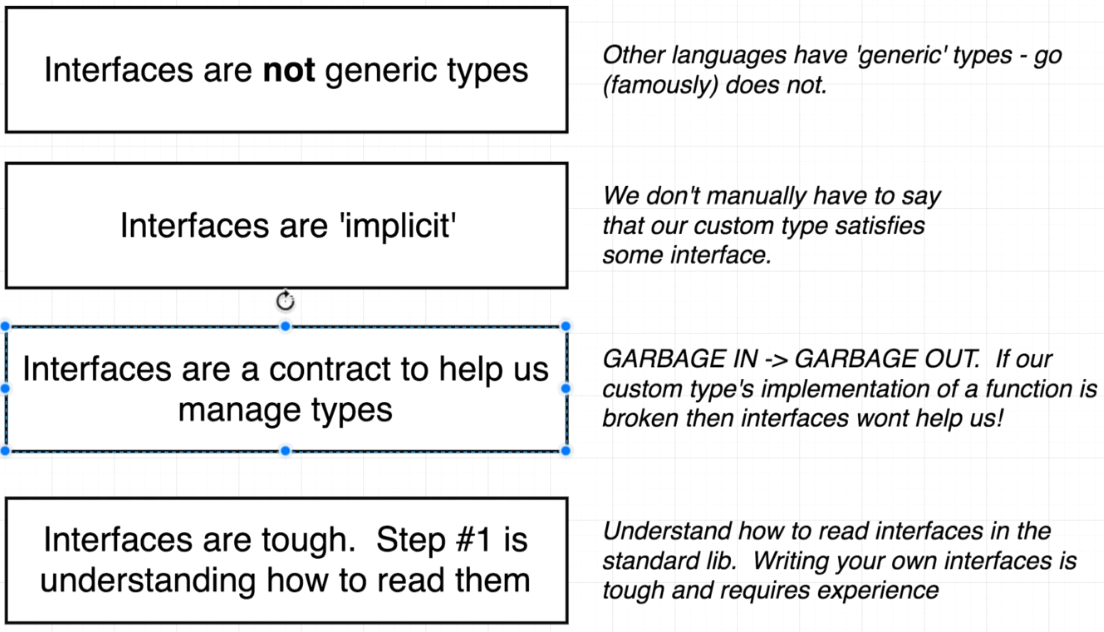 Interfaces are not generic types
Other languages have 'generic' types - go
(famously) does not.
Interfaces are 'implicit'
We don't manually have to say
that our custom type satisfies
some interface.
Interfaces are a contract to help us
manage types
GARBAGE IN -> GARBAGE OUT.  If our
custom type's implementation of a function is
broken then interfaces wont help us!
Interfaces are tough.  Step #1 is
understanding how to read them
Understand how to read interfaces in the
standard lib.  Writing your own interfaces is
tough and requires experience